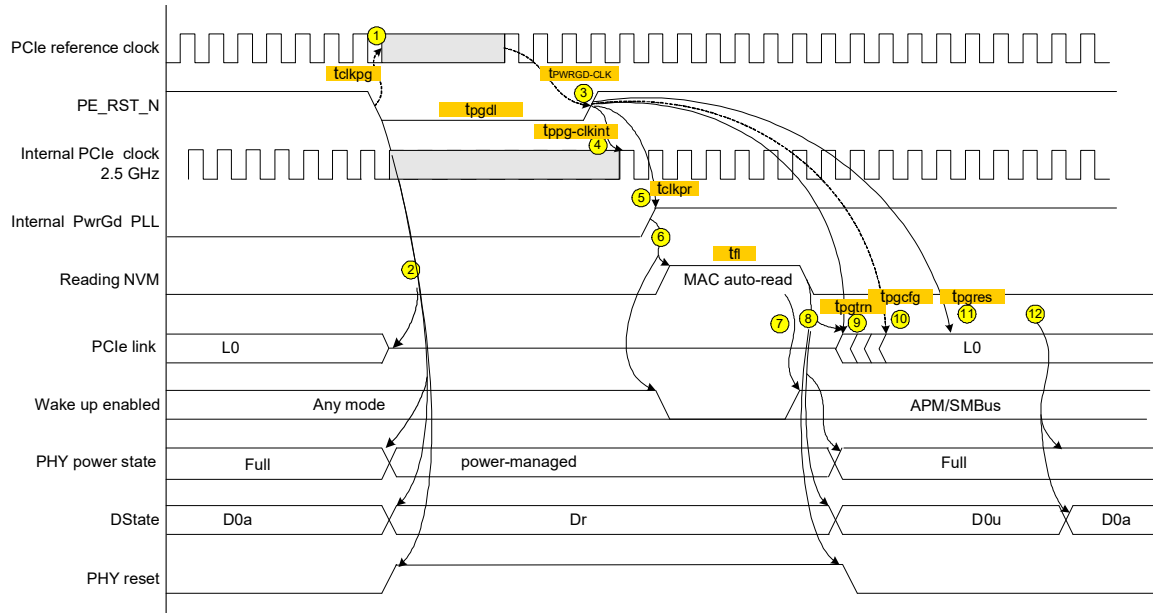 PCIe reference clock
1
tclkpg
tPWRGD-CLK
3
PE_RST_N
tpgdl
tppg-clkint
4
Internal PCIe clock
2.5 GHz
5
tclkpr
Internal PwrGd PLL
6
tfl
Reading NVM
2
MAC auto-read
tpgtrn
tpgcfg
tpgres
7
8
9
10
11
12
PCIe link
L0
L0
Wake up enabled
Any mode
APM/SMBus
PHY power state
Full
power-managed
Full
DState
D0a
Dr
D0u
D0a
PHY reset